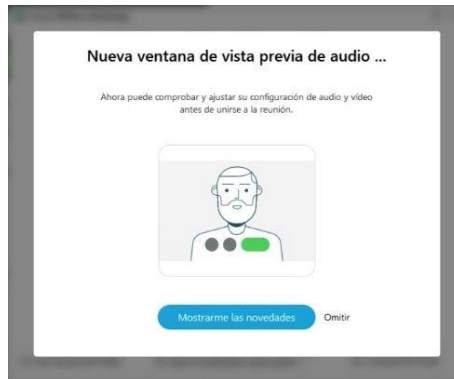 Nueva ventana de vista previa de audio ...
Ahora puede comprobar y ajustar su configuración de audio y vídeo
antes de unirse a la reunión.
Mostrarme las novedades
Omitir